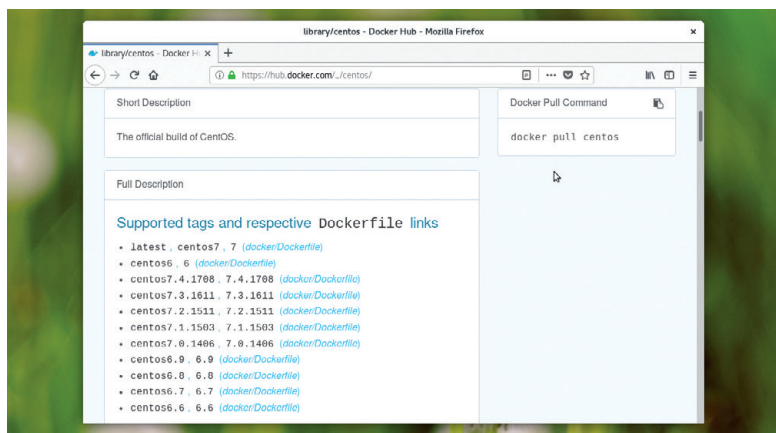 library/centos - Docker Hub - Mozilla Firefox
library/centos - Docker H
https://hub.docker.com/_/centos/
Short Description
Docker Pull Command
The official build of CentOS.
docker pull centos
Full Description
Supported tags and respective Dockerfile links
• latest, centos7, 7 (docker/Dockerfile)
• centos6, 6 (docker/Dockerfile)
• centos7.4.1708, 7.4.1708 (docker/Dockerfile)
• centos7.3.1611, 7.3.1611 (docker/Dockerfile)
• centos7.2.1511, 7.2.1511 (docker/Dockerfile)
• centos7.1.1503, 7.1.1503 (docker/Dockerfile)
• centos7.0.1406, 7.0.1406 (docker/Dockerfile)
• centos6.9, 6.9 (docker/Dockerfile)
• centos6.8, 6.8 (docker/Dockerfile)
• centos6.7, 6.7 (docker/Dockerfile)
• centos6.6, 6.6 (docker/Dockerfile)